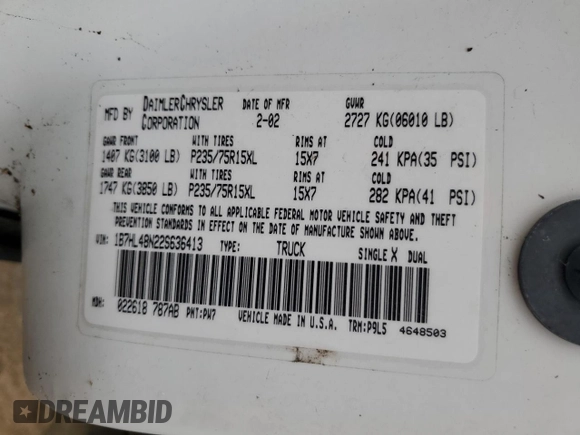 MFD BY DAIMLERCHRYSLER CORPORATION DATE OF MFR 2-02 GVWR 2727 KG(06010 LB)
GAWR FRONT WITH TIRES RIMS AT COLD
1407 KG(3100 LB) P235/75R15XL 15X7 241 KPA(35 PSI)
GAWR REAR WITH TIRES RIMS AT COLD
1747 KG(3850 LB) P235/75R15XL 15X7 282 KPA(41 PSI)
THIS VEHICLE CONFORMS TO ALL APPLICABLE FEDERAL MOTOR VEHICLE SAFETY AND THEFT
PREVENTION STANDARDS IN EFFECT ON THE DATE OF MANUFACTURE SHOWN ABOVE.
VIN: 1B7HL48N22S636413 TYPE: TRUCK SINGLE X DUAL
MDH: 022618 787AB PNT:PW7 VEHICLE MADE IN U.S.A. TRM:P9L5 4648503
DREAMBID